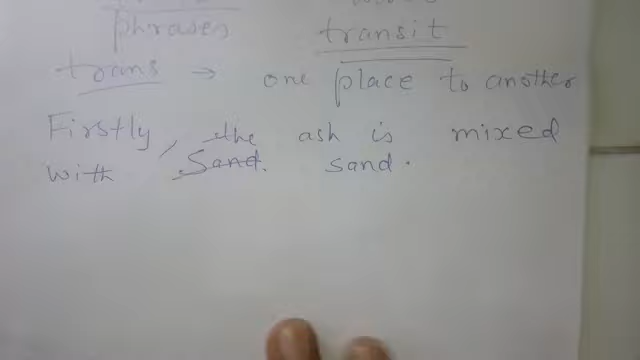 phrases transit
trans → one place to another
Firstly, the ash is mixed
with Sand. sand.